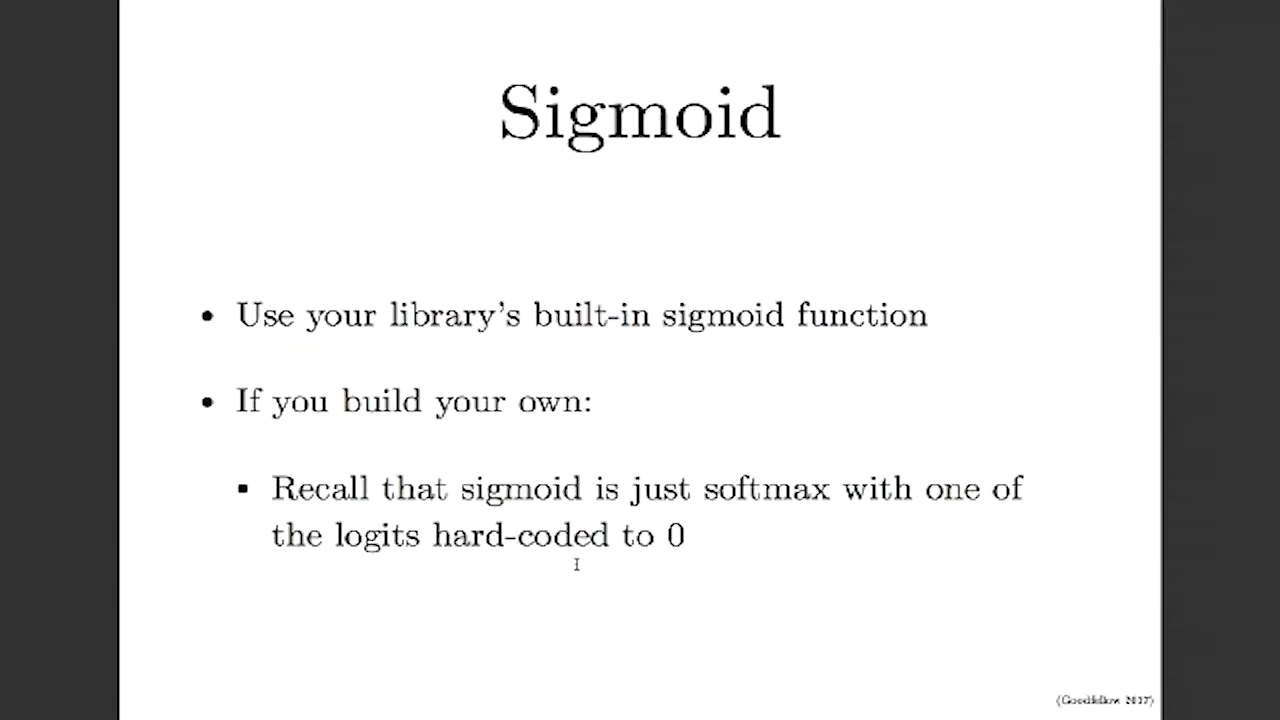 Sigmoid
• Use your library's built-in sigmoid function
• If you build your own:
▪ Recall that sigmoid is just softmax with one of
the logits hard-coded to 0
(Goodfellow 2017)